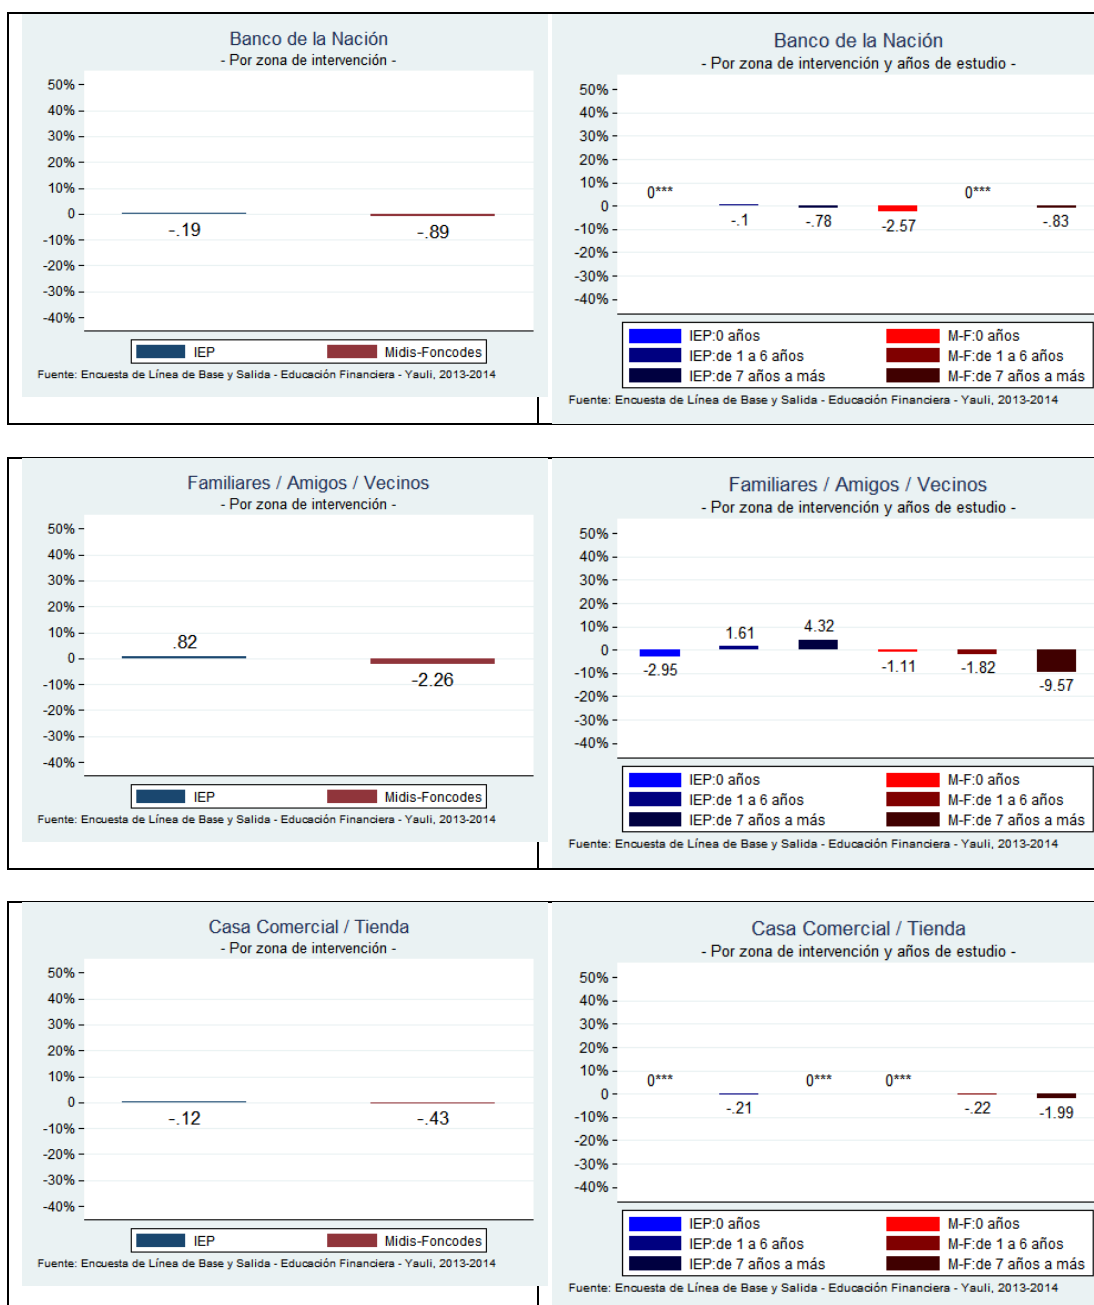 Banco de la Nación
- Por zona de intervención -
50%
40%
30%
20%
10%
0
-10%
-20%
-30%
-40%
-.19
-.89
IEP
Midis-Foncodes
Fuente: Encuesta de Línea de Base y Salida - Educación Financiera - Yauli, 2013-2014
Banco de la Nación
- Por zona de intervención y años de estudio -
50%
40%
30%
20%
10%
0
-10%
-20%
-30%
-40%
0***
-.1
-.78
-2.57
0***
-.83
IEP:0 años
M-F:0 años
IEP:de 1 a 6 años
M-F:de 1 a 6 años
IEP:de 7 años a más
M-F:de 7 años a más
Fuente: Encuesta de Línea de Base y Salida - Educación Financiera - Yauli, 2013-2014
Familiares / Amigos / Vecinos
- Por zona de intervención -
50%
40%
30%
20%
10%
0
-10%
-20%
-30%
-40%
.82
-2.26
IEP
Midis-Foncodes
Fuente: Encuesta de Línea de Base y Salida - Educación Financiera - Yauli, 2013-2014
Familiares / Amigos / Vecinos
- Por zona de intervención y años de estudio -
50%
40%
30%
20%
10%
0
-10%
-20%
-30%
-40%
-2.95
1.61
4.32
-1.11
-1.82
-9.57
IEP:0 años
M-F:0 años
IEP:de 1 a 6 años
M-F:de 1 a 6 años
IEP:de 7 años a más
M-F:de 7 años a más
Fuente: Encuesta de Línea de Base y Salida - Educación Financiera - Yauli, 2013-2014
Casa Comercial / Tienda
- Por zona de intervención -
50%
40%
30%
20%
10%
0
-10%
-20%
-30%
-40%
-.12
-.43
IEP
Midis-Foncodes
Fuente: Encuesta de Línea de Base y Salida - Educación Financiera - Yauli, 2013-2014
Casa Comercial / Tienda
- Por zona de intervención y años de estudio -
50%
40%
30%
20%
10%
0
-10%
-20%
-30%
-40%
0***
-.21
0***
0***
-.22
-1.99
IEP:0 años
M-F:0 años
IEP:de 1 a 6 años
M-F:de 1 a 6 años
IEP:de 7 años a más
M-F:de 7 años a más
Fuente: Encuesta de Línea de Base y Salida - Educación Financiera - Yauli, 2013-2014